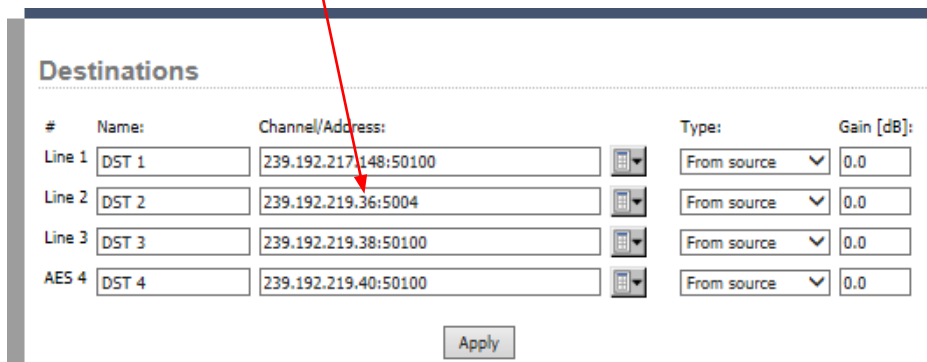 Destinations
# Name: Channel/Address: Type: Gain [dB]:
Line 1 DST 1 239.192.217.148:50100 From source 0.0
Line 2 DST 2 239.192.219.36:5004 From source 0.0
Line 3 DST 3 239.192.219.38:50100 From source 0.0
AES 4 DST 4 239.192.219.40:50100 From source 0.0
Apply